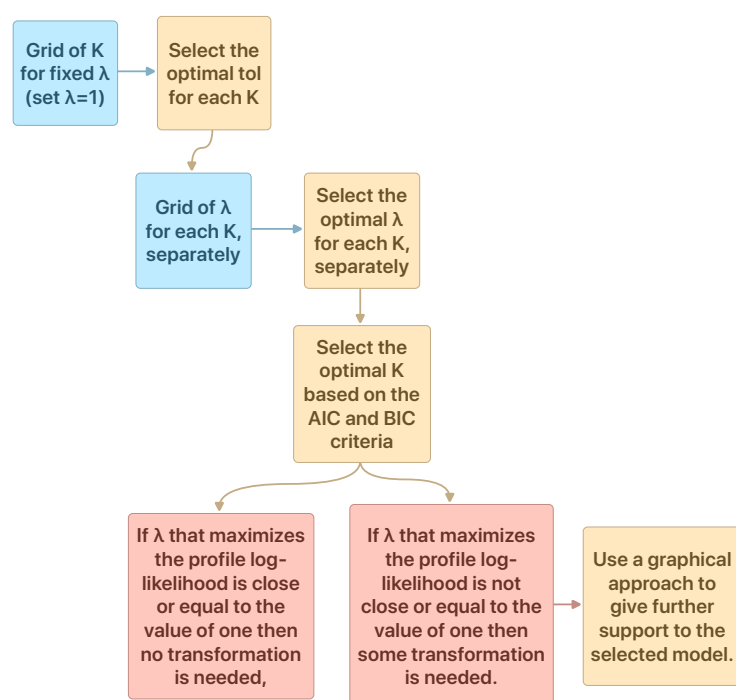 Grid of K
for fixed λ
(set λ=1)
Select the
optimal tol
for each K
Grid of λ
for each K,
separately
Select the
optimal λ
for each K,
separately
Select the
optimal K
based on the
AIC and BIC
criteria
If λ that maximizes
the profile log-
likelihood is close
or equal to the
value of one then
no transformation
is needed,
If λ that maximizes
the profile log-
likelihood is not
close or equal to the
value of one then
some transformation
is needed.
Use a graphical
approach to
give further
support to the
selected model.